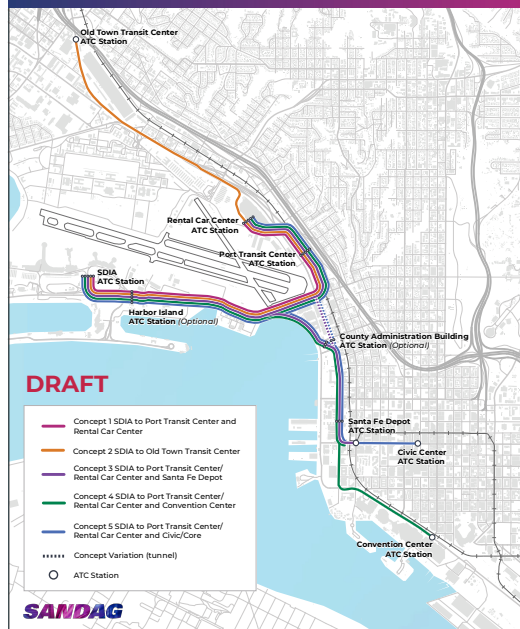 Old Town Transit Center
ATC Station
Rental Car Center
ATC Station
Port Transit Center
ATC Station
SDIA
ATC Station
Harbor Island
ATC Station (Optional)
County Administration Building
ATC Station (Optional)
DRAFT
Santa Fe Depot
ATC Station
Civic Center
ATC Station
Convention Center
ATC Station
Concept 1 SDIA to Port Transit Center and
Rental Car Center
Concept 2 SDIA to Old Town Transit Center
Concept 3 SDIA to Port Transit Center/
Rental Car Center and Santa Fe Depot
Concept 4 SDIA to Port Transit Center/
Rental Car Center and Convention Center
Concept 5 SDIA to Port Transit Center/
Rental Car Center and Civic/Core
Concept Variation (tunnel)
ATC Station
SANDAG